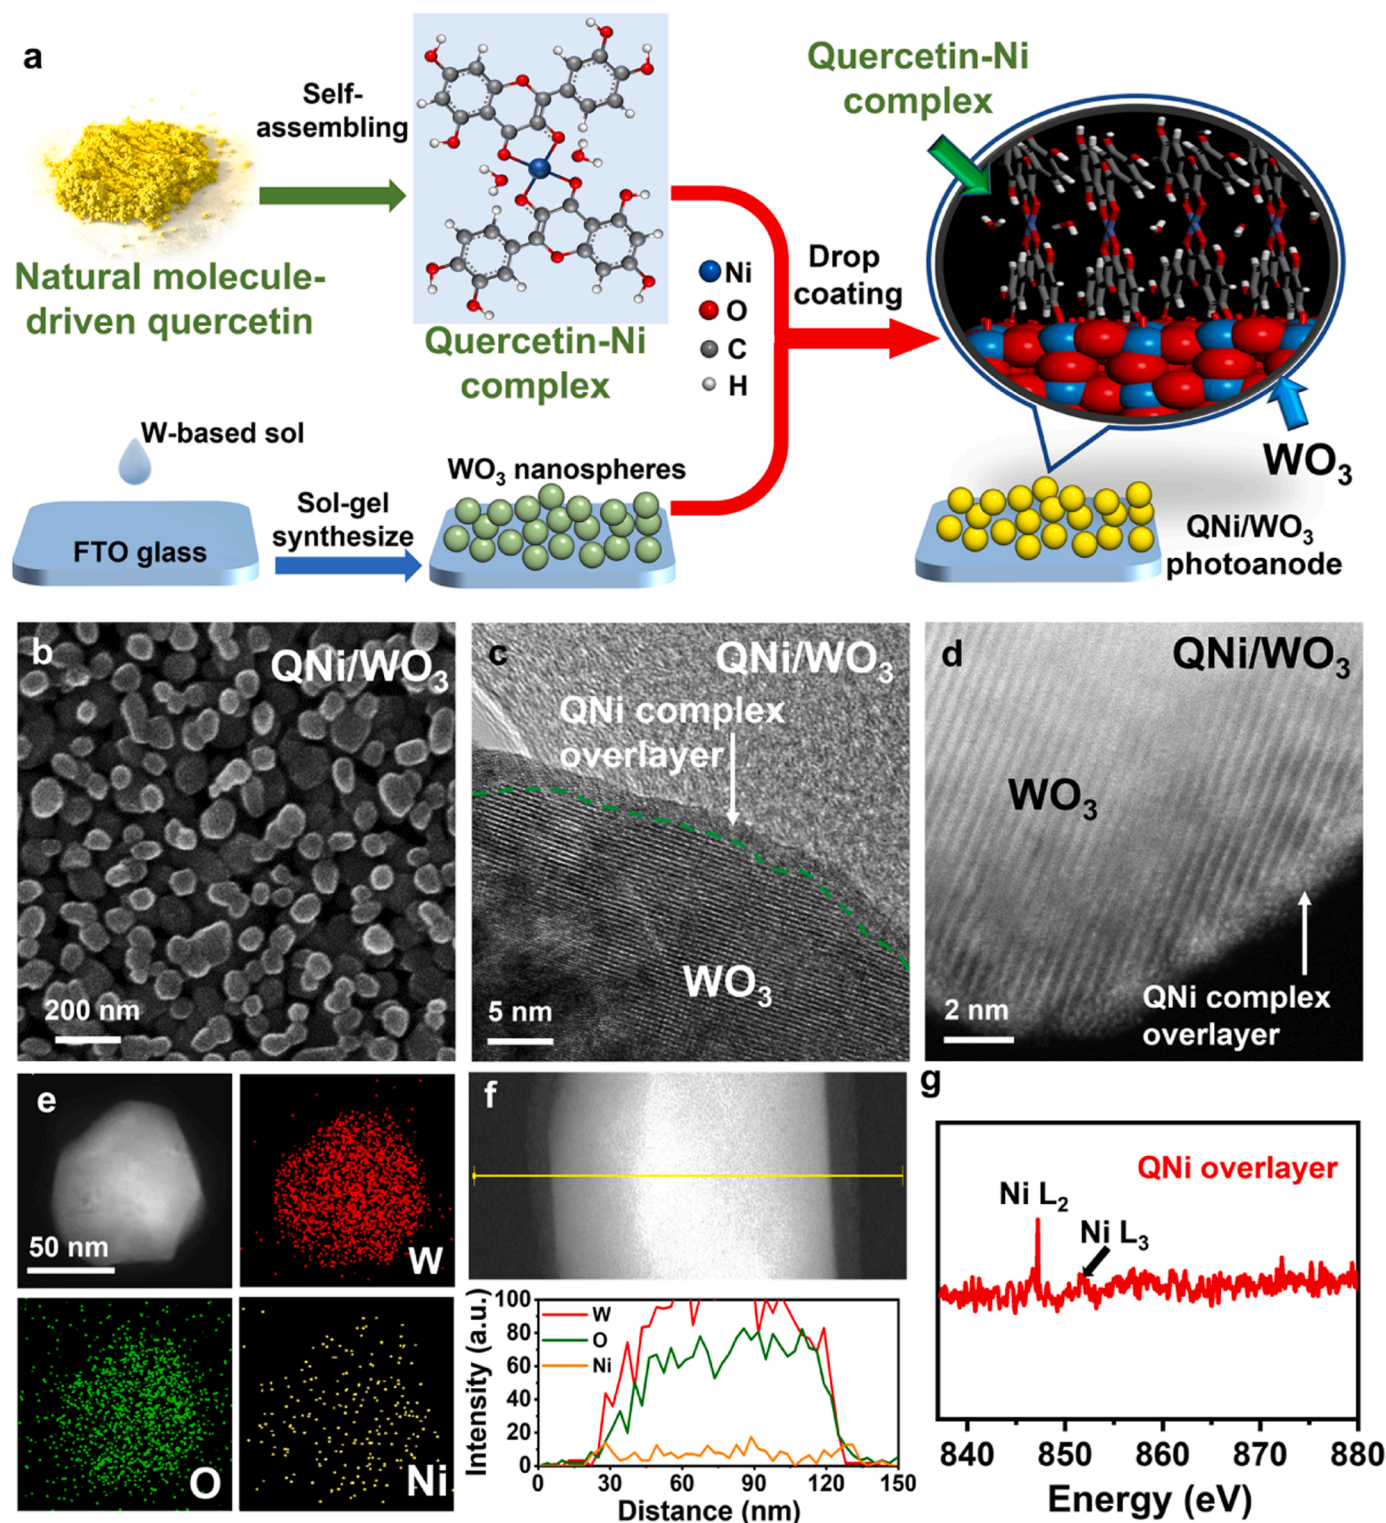 a
Self-
assembling
Natural molecule-
driven quercetin
Quercetin-Ni
complex
Ni
O
C
H
Drop
coating
Quercetin-Ni
complex
WO3
W-based sol
FTO glass
Sol-gel
synthesize
WO3 nanospheres
QNi/WO3
photoanode
b
QNi/WO3
200 nm
c
QNi/WO3
QNi complex
overlayer
WO3
5 nm
d
QNi/WO3
WO3
2 nm
QNi complex
overlayer
e
50 nm
W
O
Ni
f
Intensity (a.u.)
100
80
60
40
20
0
W
O
Ni
0 30 60 90 120 150
Distance (nm)
g
QNi overlayer
Ni L2
Ni L3
840 850 860 870 880
Energy (eV)